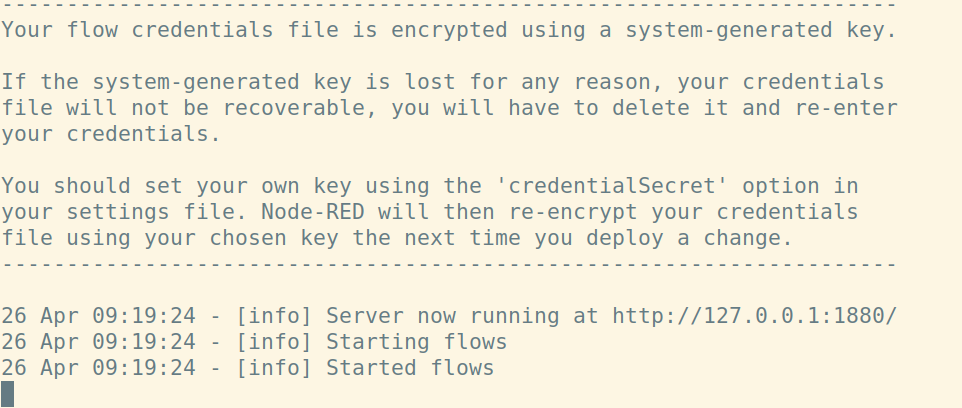 ---------------------------------------------------------------------
Your flow credentials file is encrypted using a system-generated key.
If the system-generated key is lost for any reason, your credentials
file will not be recoverable, you will have to delete it and re-enter
your credentials.
You should set your own key using the 'credentialSecret' option in
your settings file. Node-RED will then re-encrypt your credentials
file using your chosen key the next time you deploy a change.
---------------------------------------------------------------------
26 Apr 09:19:24 - [info] Server now running at http://127.0.0.1:1880/
26 Apr 09:19:24 - [info] Starting flows
26 Apr 09:19:24 - [info] Started flows